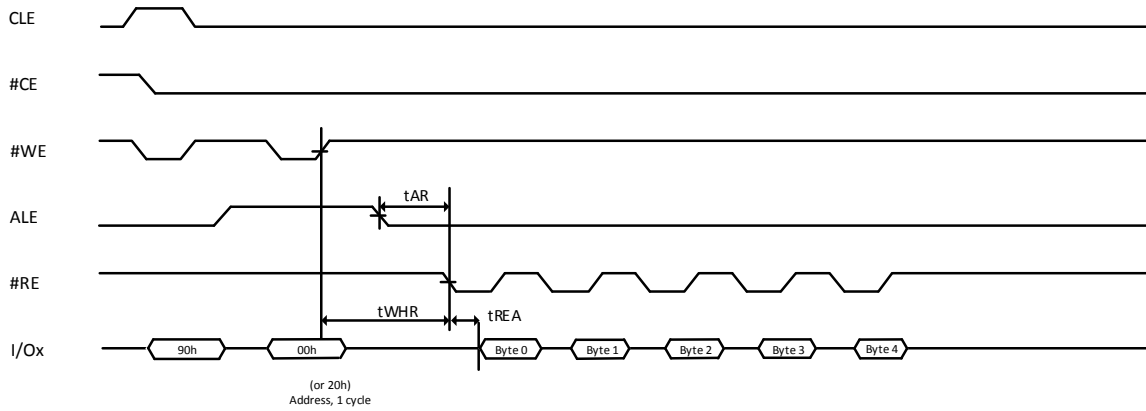 CLE
#CE
#WE
ALE
tAR
#RE
tWHR
tREA
I/Ox
90h
00h
Byte 0
Byte 1
Byte 2
Byte 3
Byte 4
(or 20h)
Address, 1 cycle